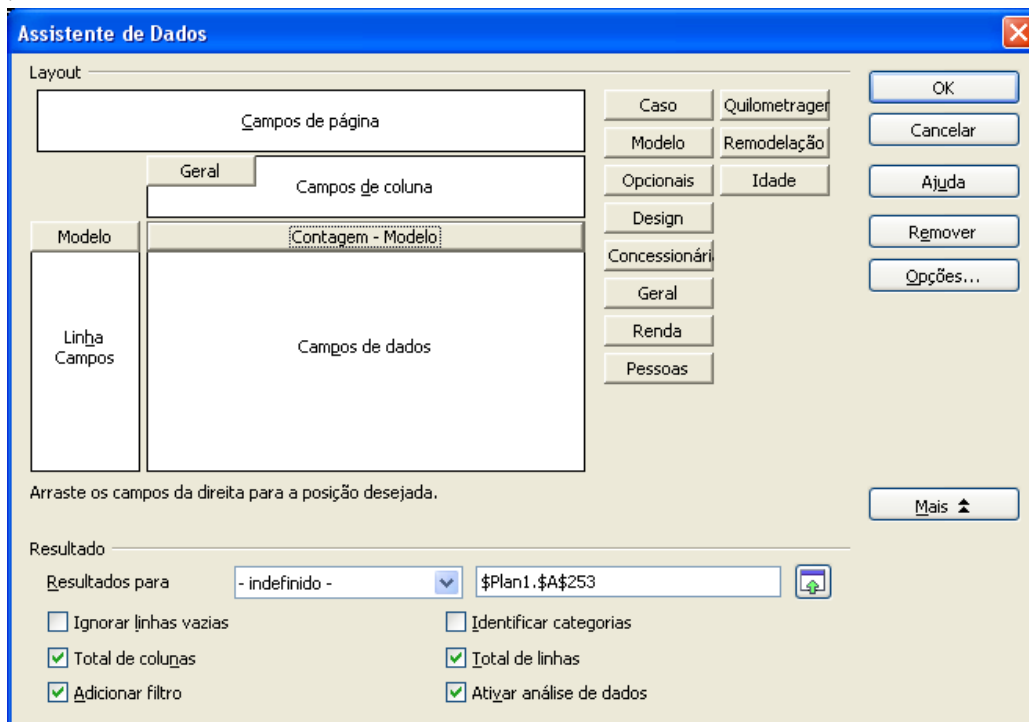 Assistente de Dados
Layout
Campos de página
Geral
Campos de coluna
Modelo
Contagem - Modelo
Linha
Campos
Campos de dados
Caso
Quilometrager
Modelo
Remodelação
Opcionais
Idade
Design
Concessionári
Geral
Renda
Pessoas
OK
Cancelar
Ajuda
Remover
Opções...
Arraste os campos da direita para a posição desejada.
Mais
Resultado
Resultados para
- indefinido -
$Plan1.$A$253
Ignorar linhas vazias
Identificar categorias
Total de colunas
Total de linhas
Adicionar filtro
Ativar análise de dados